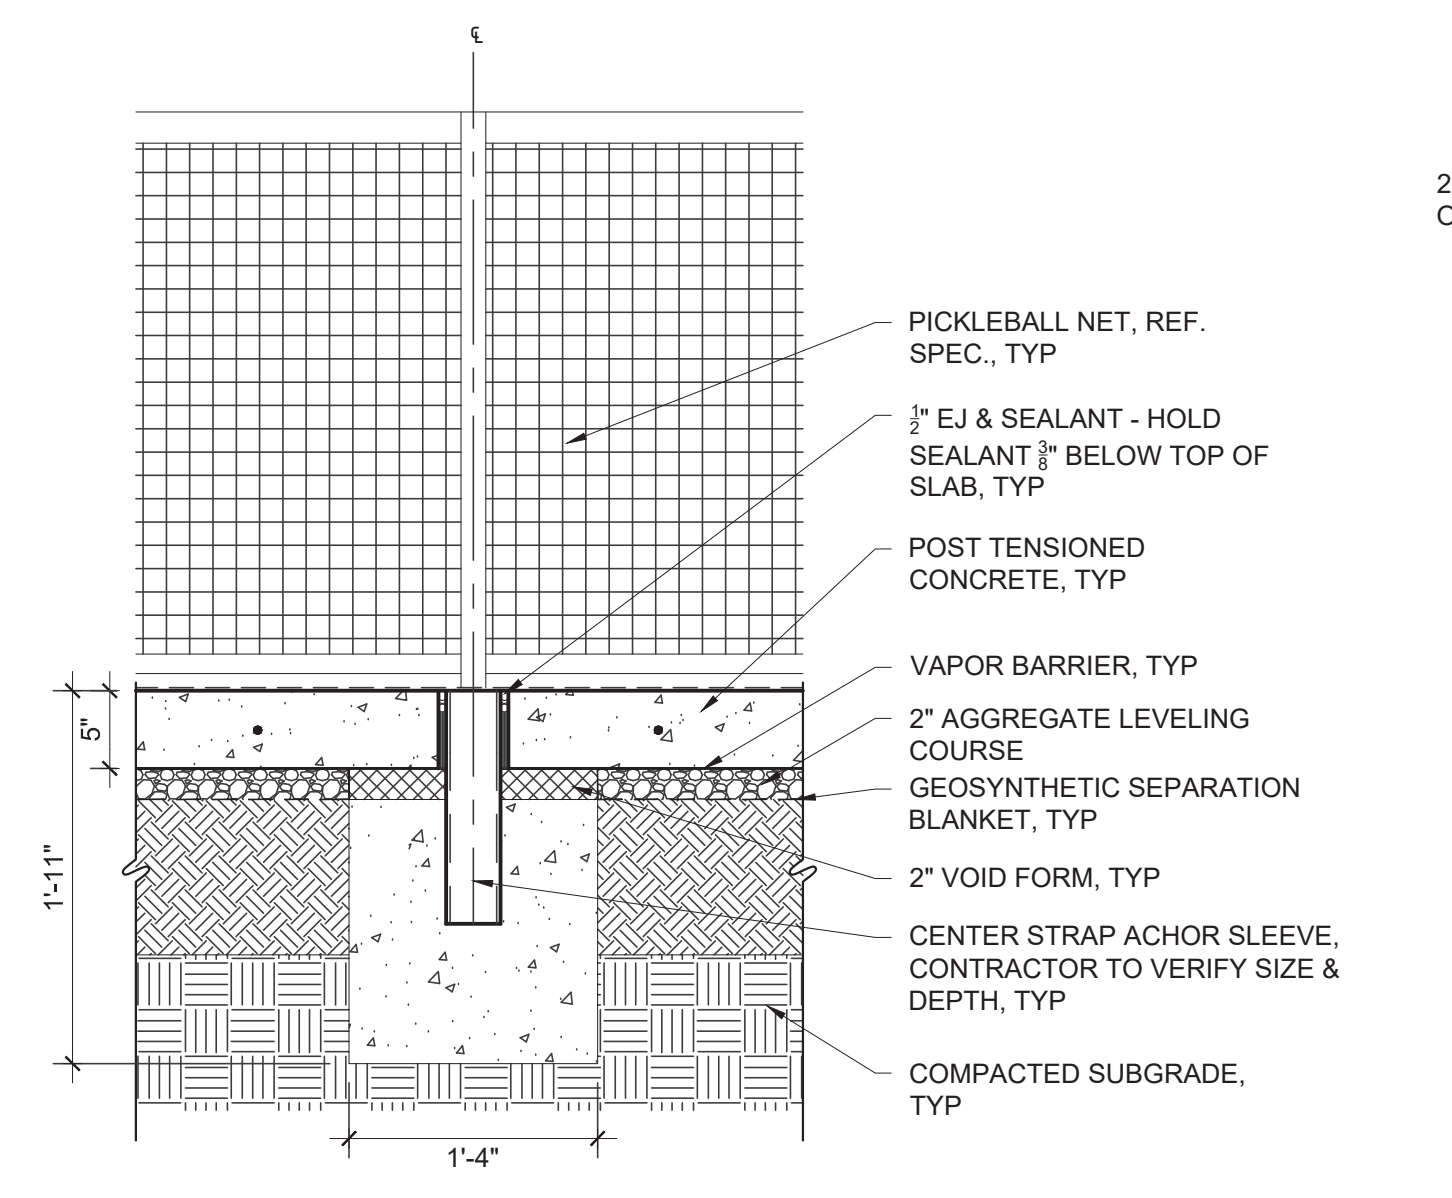 ℄
PICKLEBALL NET, REF.
SPEC., TYP
½" EJ & SEALANT - HOLD
SEALANT ⅜" BELOW TOP OF
SLAB, TYP
POST TENSIONED
CONCRETE, TYP
VAPOR BARRIER, TYP
2" AGGREGATE LEVELING
COURSE
GEOSYNTHETIC SEPARATION
BLANKET, TYP
2" VOID FORM, TYP
CENTER STRAP ACHOR SLEEVE,
CONTRACTOR TO VERIFY SIZE &
DEPTH, TYP
COMPACTED SUBGRADE,
TYP
5"
1'-11"
1'-4"
2